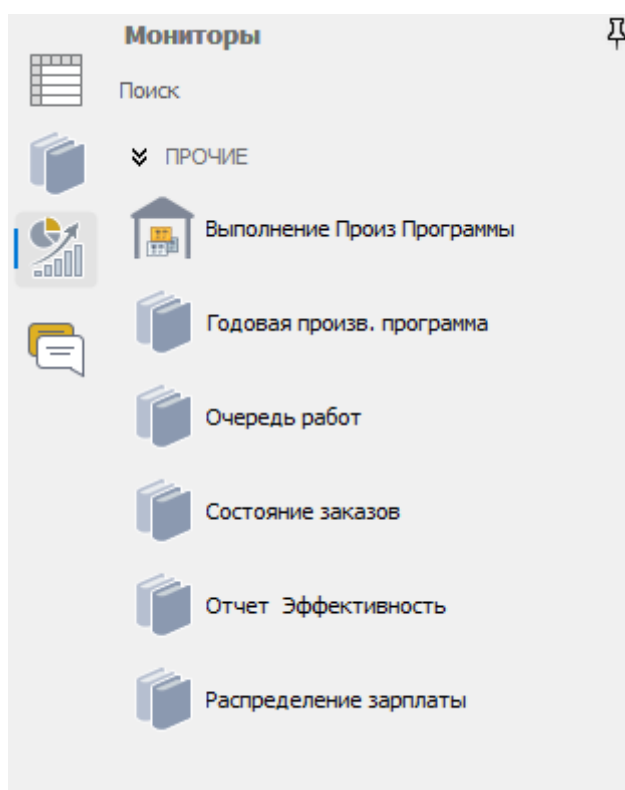 Мониторы
Поиск
ПРОЧИЕ
Выполнение Произ Программы
Годовая произв. программа
Очередь работ
Состояние заказов
Отчет  Эффективность
Распределение зарплаты